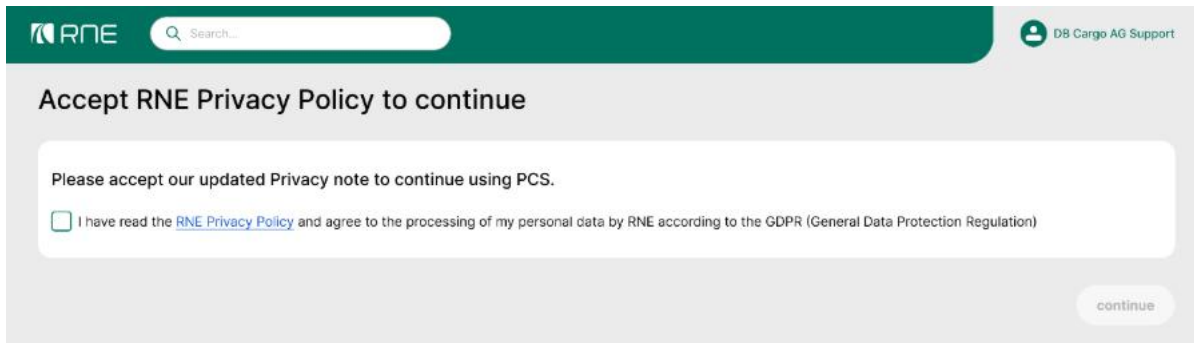 RNE
Search...
DB Cargo AG Support
Accept RNE Privacy Policy to continue
Please accept our updated Privacy note to continue using PCS.
I have read the RNE Privacy Policy and agree to the processing of my personal data by RNE according to the GDPR (General Data Protection Regulation)
continue